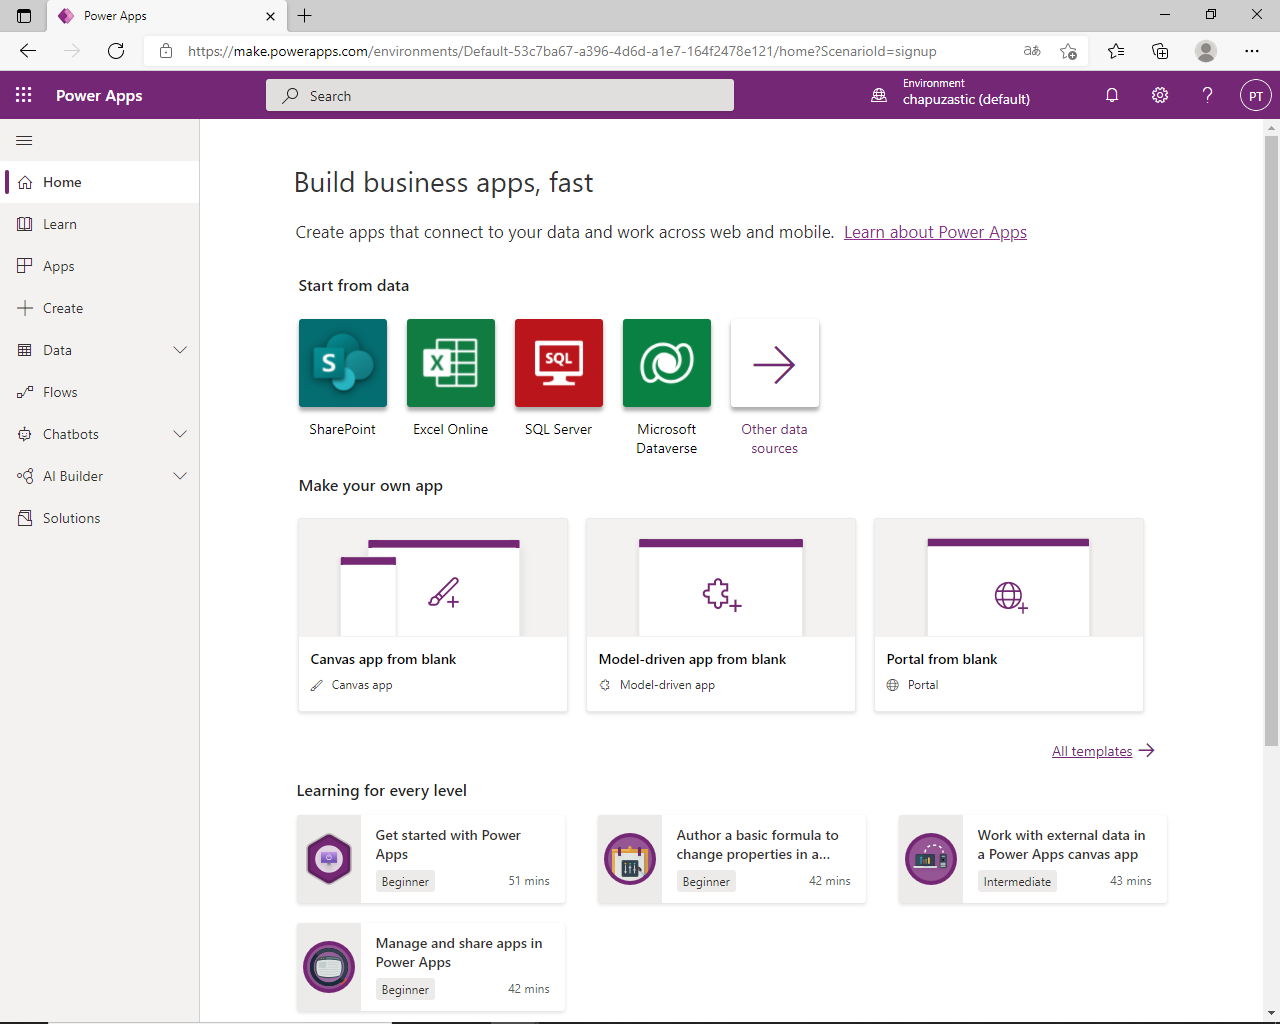 Power Apps
https://make.powerapps.com/environments/Default-53c7ba67-a396-4d6d-a1e7-164f2478e121/home?ScenarioId=signup
aあ
Power Apps
Search
Environment
chapuzastic (default)
?
PT
Home
Learn
Apps
Create
Data
Flows
Chatbots
AI Builder
Solutions
Build business apps, fast
Create apps that connect to your data and work across web and mobile. Learn about Power Apps
Start from data
S
X
SQL
SharePoint
Excel Online
SQL Server
Microsoft
Dataverse
Other data
sources
Make your own app
Canvas app from blank
Canvas app
Model-driven app from blank
Model-driven app
Portal from blank
Portal
All templates
Learning for every level
Get started with Power
Apps
Beginner 51 mins
Author a basic formula to
change properties in a...
Beginner 42 mins
Work with external data in
a Power Apps canvas app
Intermediate 43 mins
Manage and share apps in
Power Apps
Beginner 42 mins